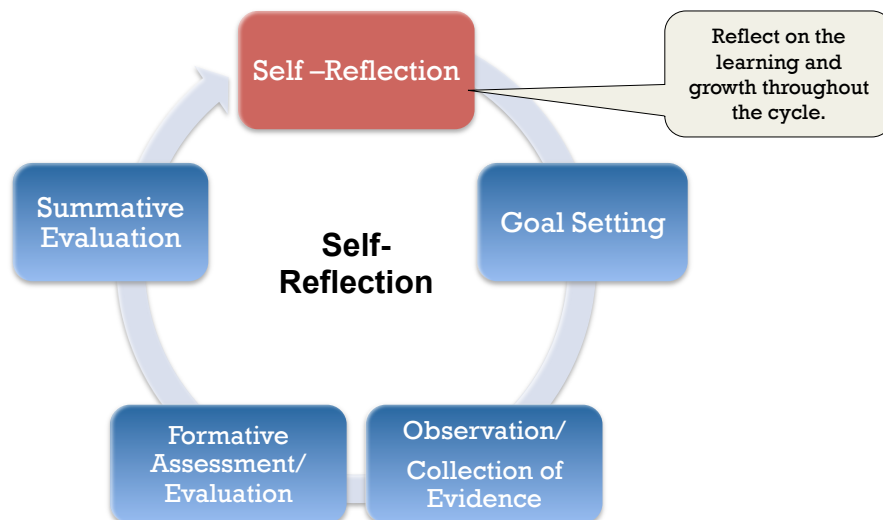 Self –Reflection
Reflect on the
learning and
growth throughout
the cycle.
Goal Setting
Observation/
Collection of
Evidence
Formative
Assessment/
Evaluation
Summative
Evaluation
Self-
Reflection